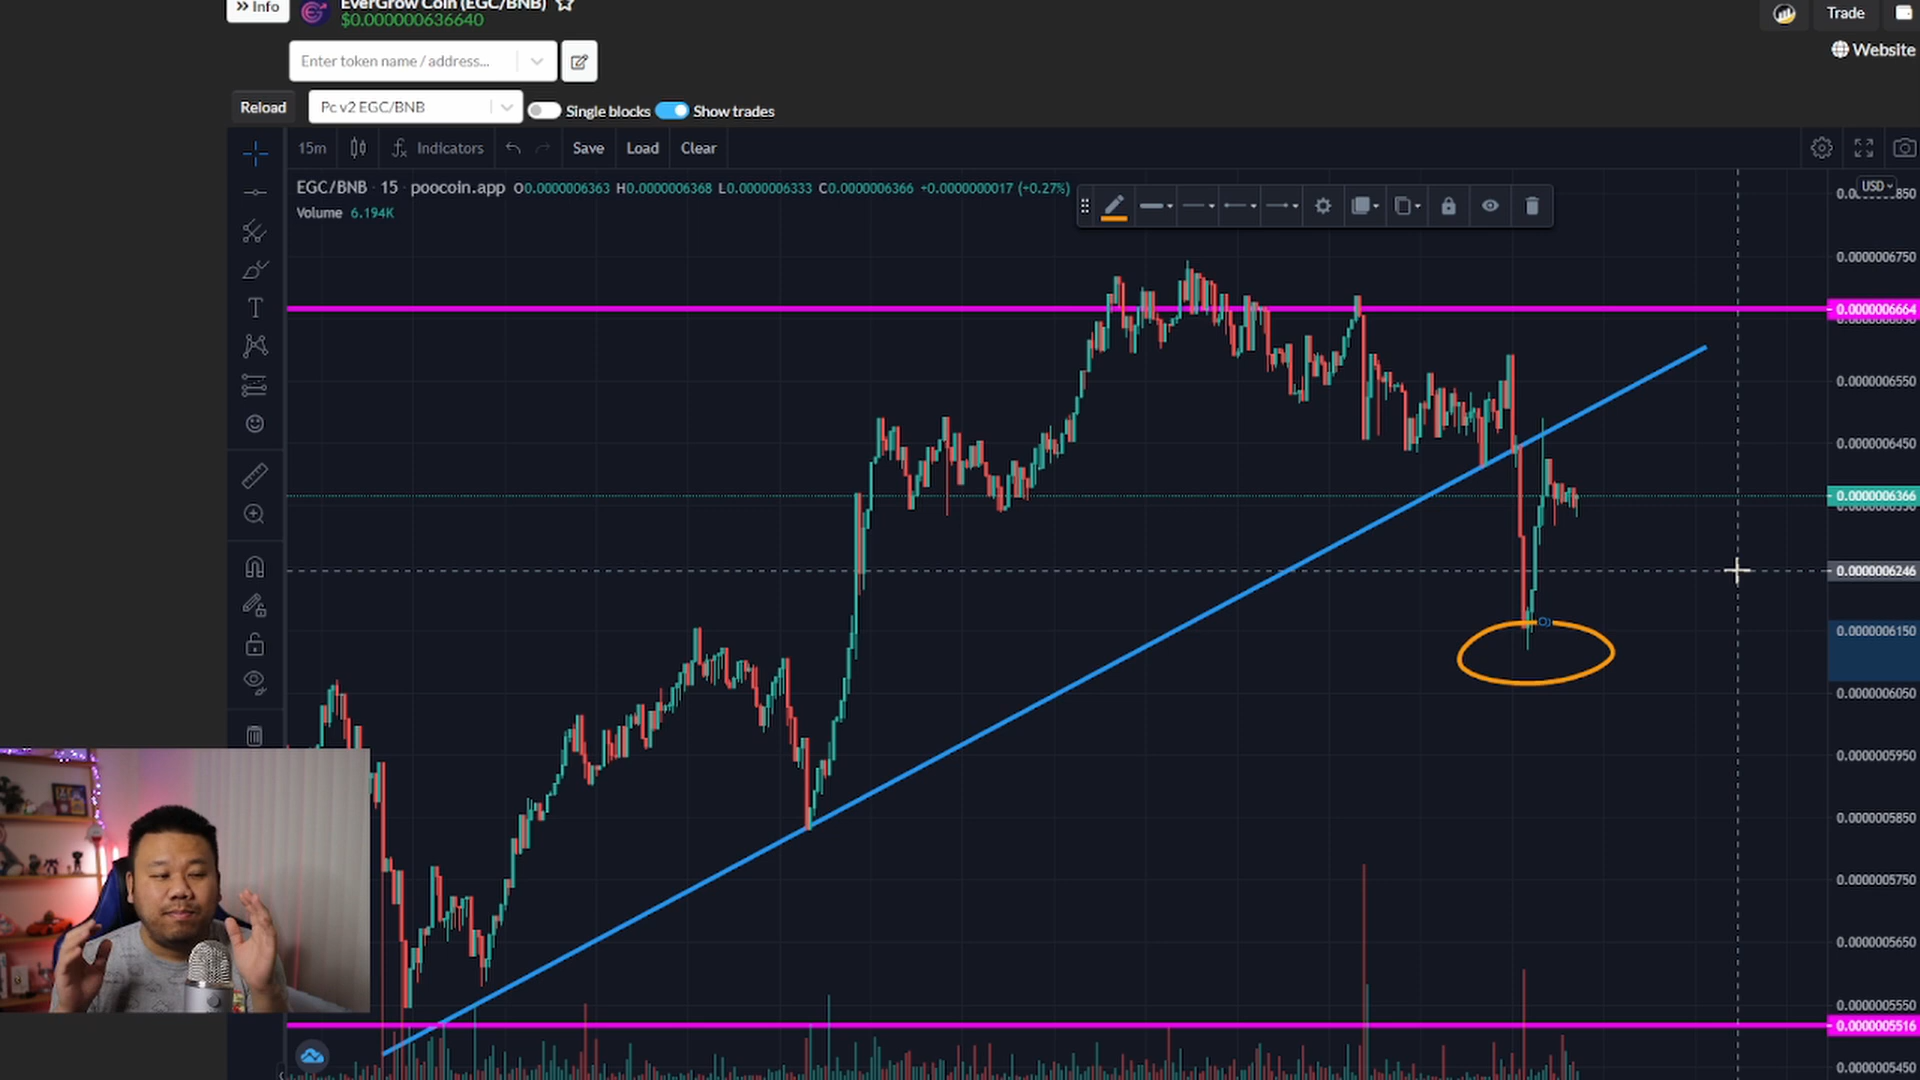 Info
EverGrow Coin (EGC/BNB)
$0.000000636640
Trade
Enter token name / address...
Website
Reload
Pc v2 EGC/BNB
Single blocks
Show trades
15m
Indicators
Save
Load
Clear
EGC/BNB · 15 · poocoin.app O0.0000006363 H0.0000006368 L0.0000006333 C0.0000006366 +0.0000000017 (+0.27%)
Volume 6.194K
USD
0.0000006750
0.0000006664
0.0000006550
0.0000006450
0.0000006366
0.0000006246
0.0000006150
0.0000006050
0.0000005950
0.0000005850
0.0000005750
0.0000005650
0.0000005550
0.0000005516
0.0000005450